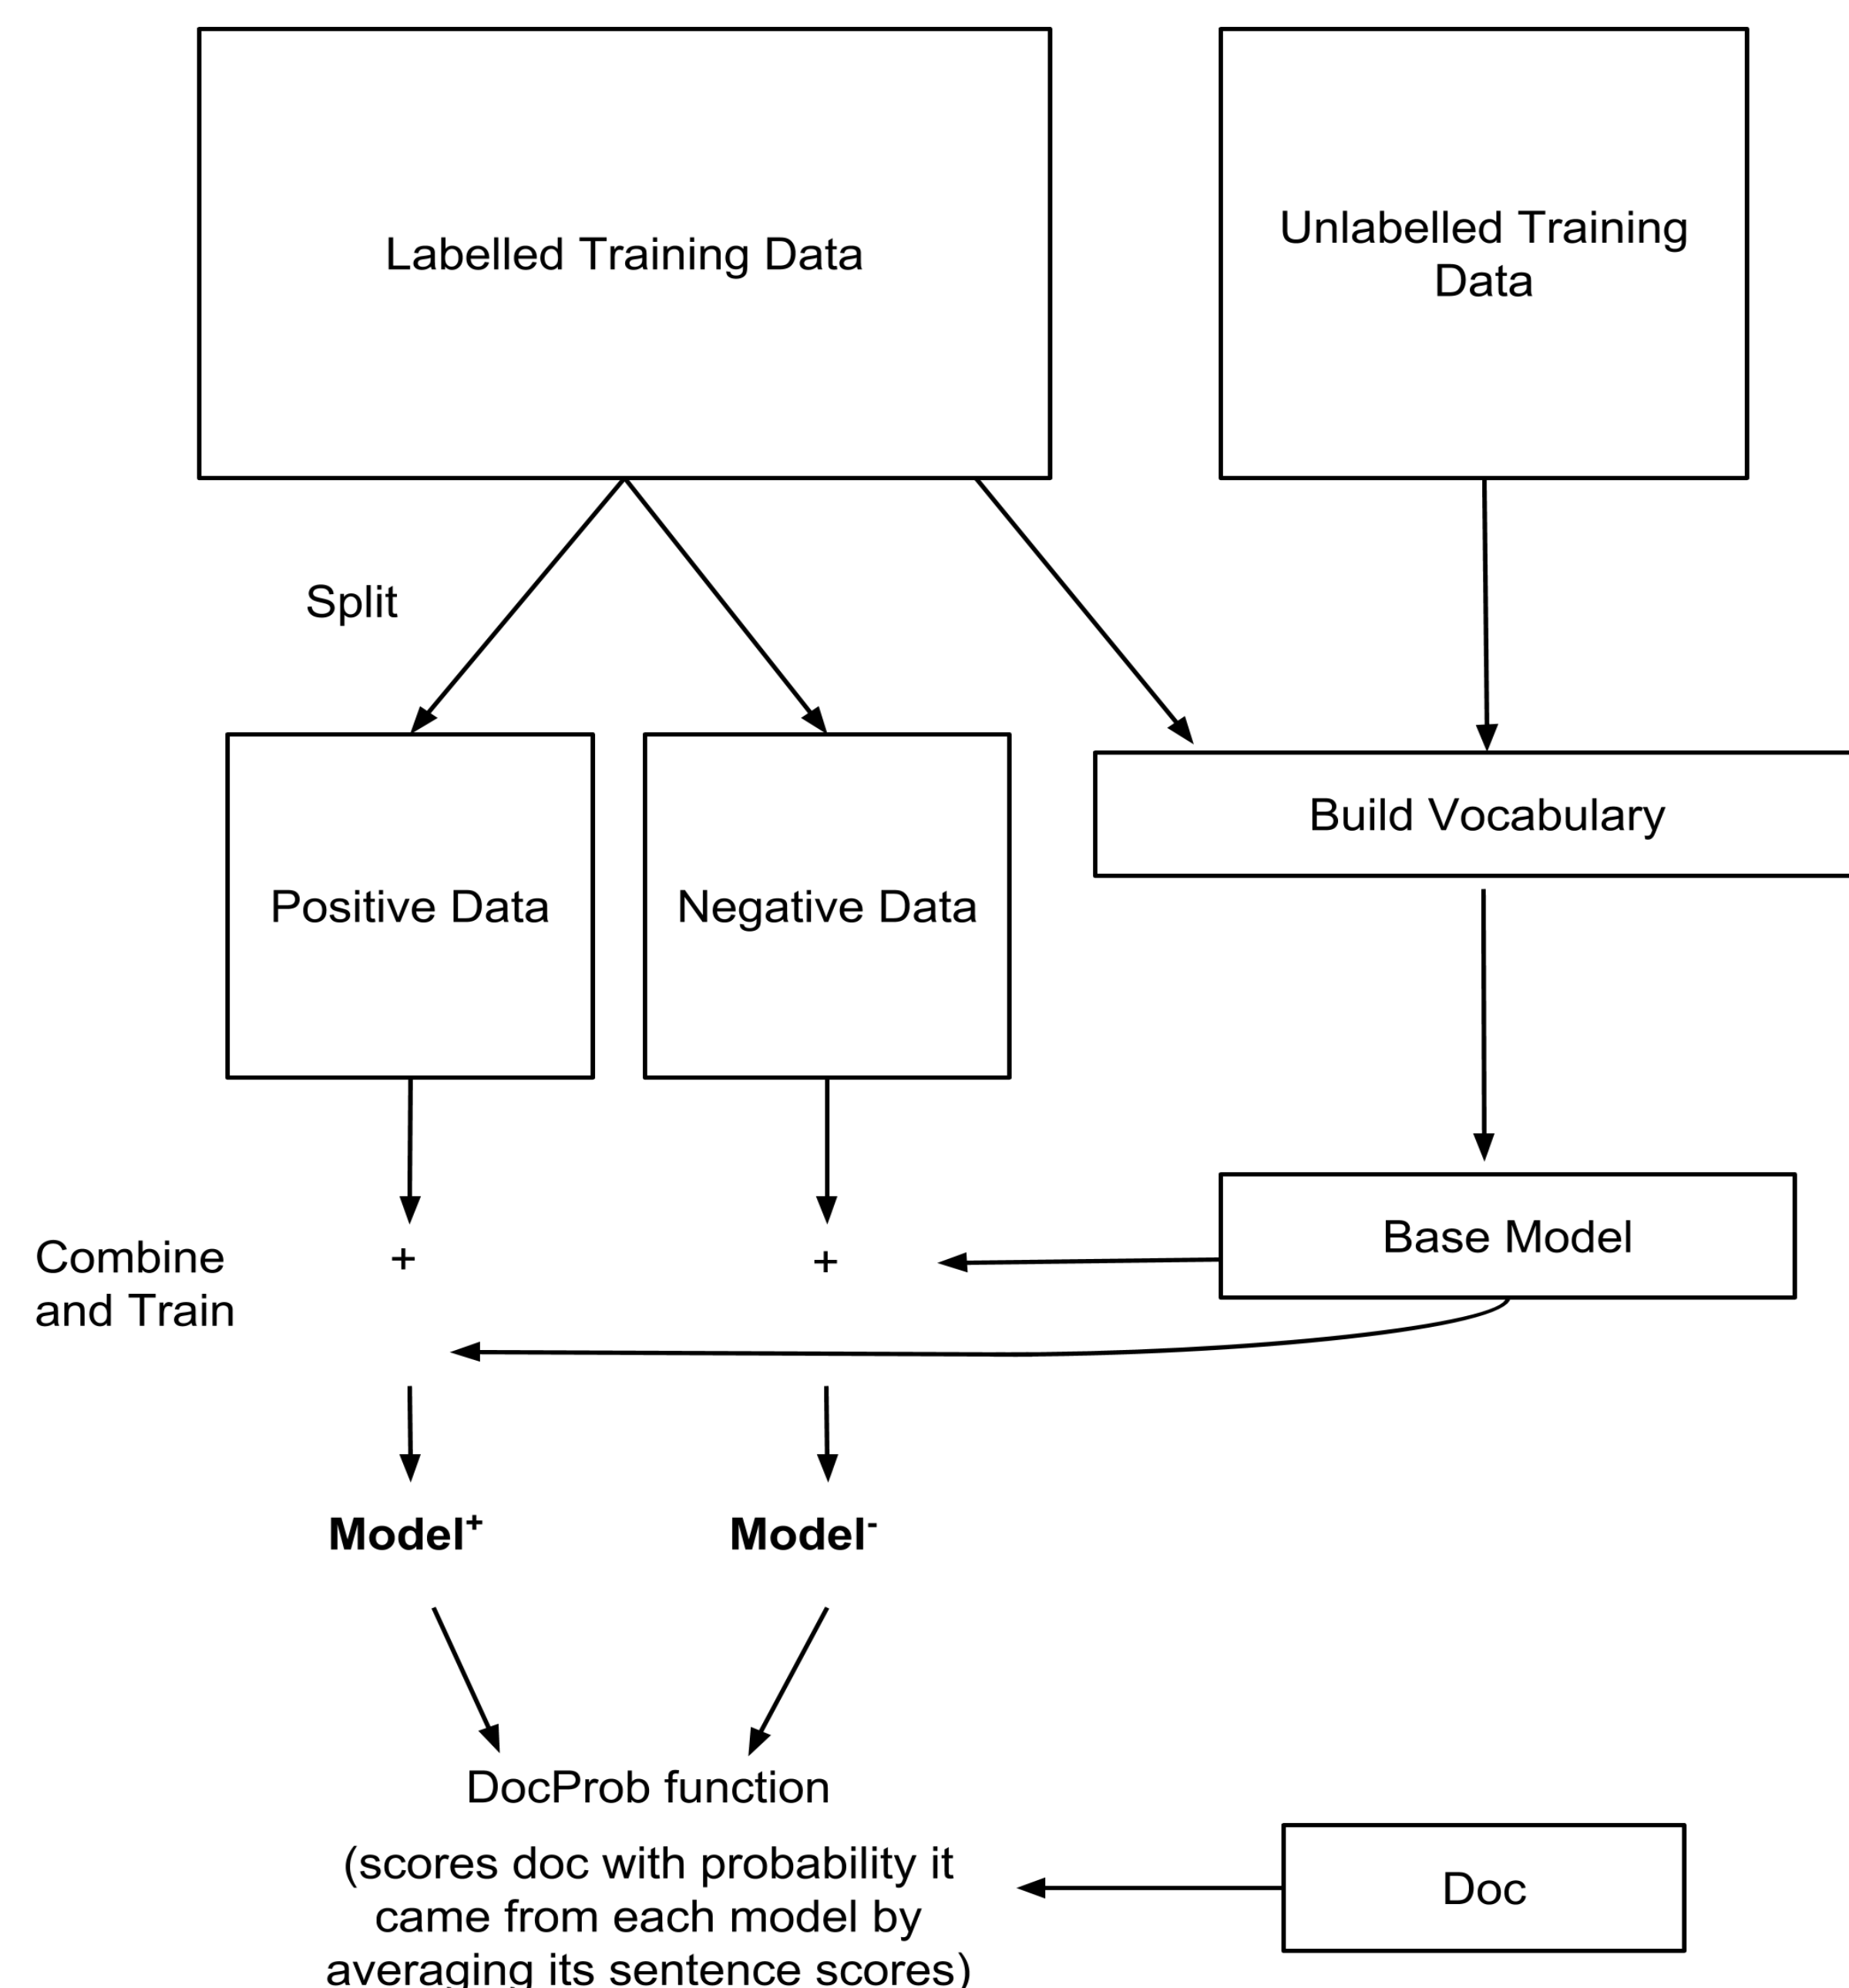 Labelled Training Data
Unlabelled Training
Data
Split
Build Vocabulary
Positive Data
Negative Data
Base Model
Combine
and Train
+
+
Model⁺
Model⁻
DocProb function
(scores doc with probability it
came from each model by
averaging its sentence scores)
Doc